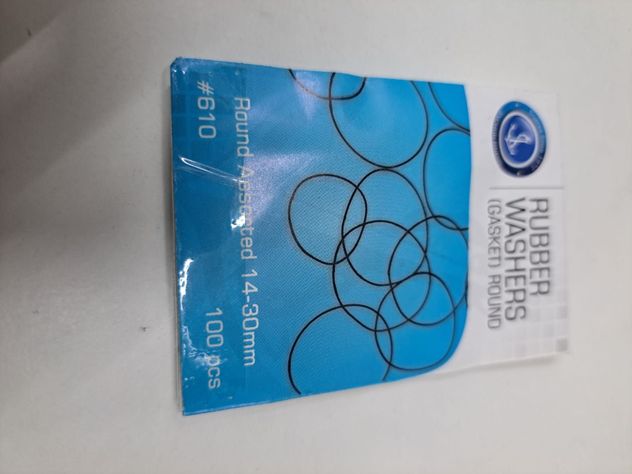 RUBBER
WASHERS
(GASKET) ROUND
Round Assorted 14-30mm
#610
100 pcs